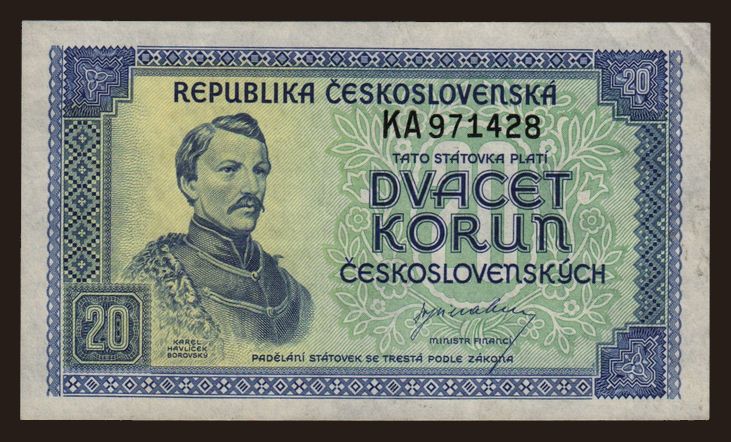 20
REPUBLIKA ČESKOSLOVENSKÁ
KA 971428
TATO STÁTOVKA PLATÍ
DVACET
KORUN
ČESKOSLOVENSKÝCH
MINISTR FINANCÍ
20
KAREL
HAVLÍČEK
BOROVSKÝ
PADĚLÁNÍ STÁTOVEK SE TRESTÁ PODLE ZÁKONA
20